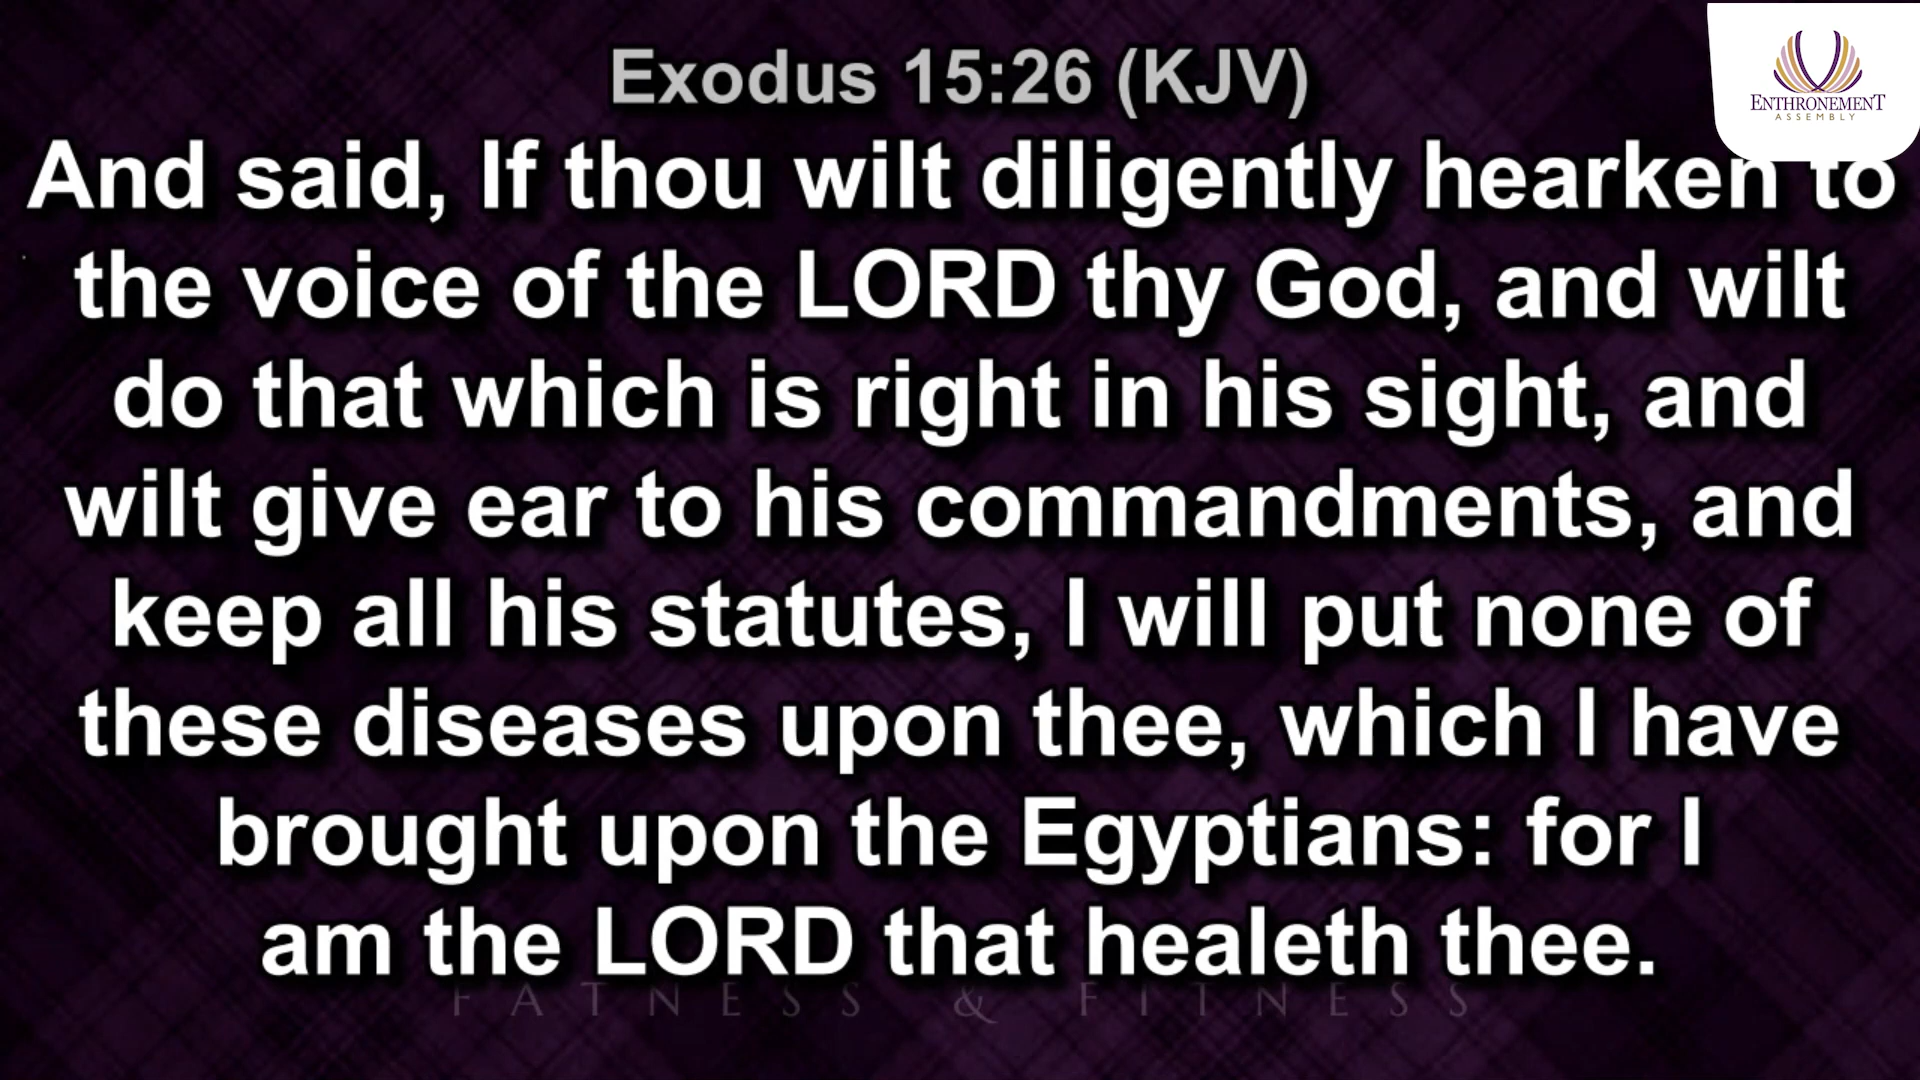 Exodus 15:26 (KJV)
ENTHRONEMENT
ASSEMBLY
And said, If thou wilt diligently hearken to
the voice of the LORD thy God, and wilt
do that which is right in his sight, and
wilt give ear to his commandments, and
keep all his statutes, I will put none of
these diseases upon thee, which I have
brought upon the Egyptians: for I
am the LORD that healeth thee.
FATNESS & FITNESS